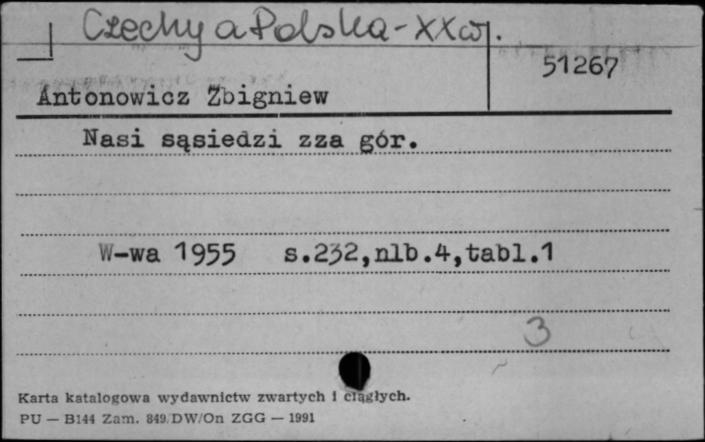 Czechy a Polska - XX w.
51267
Antonowicz Zbigniew
Nasi sąsiedzi zza gór.
W-wa 1955 s.232,nlb.4,tabl.1
3
Karta katalogowa wydawnictw zwartych i ciągłych.
PU — B144 Zam. 849/DW/On ZGG — 1991